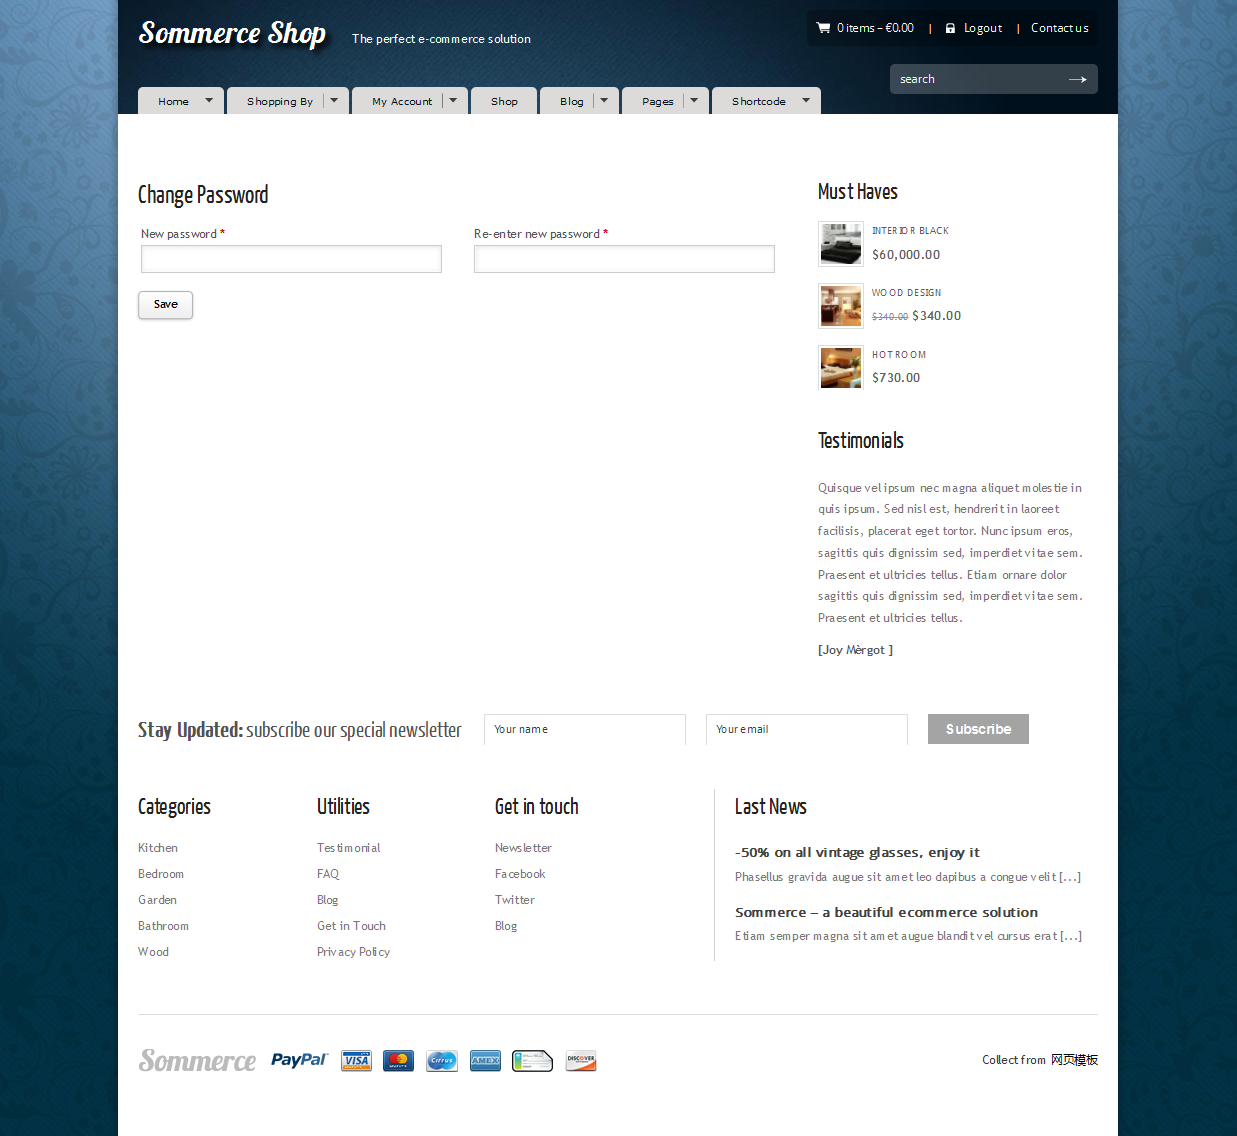 Sommerce Shop
The perfect e-commerce solution
0 items – €0.00 | Logout | Contact us
search
Home Shopping By My Account Shop Blog Pages Shortcode
Change Password
New password * Re-enter new password *
Save
Must Haves
INTERIOR BLACK
$60,000.00
WOOD DESIGN
$340.00 $340.00
HOT ROOM
$730.00
Testimonials
Quisque vel ipsum nec magna aliquet molestie in
quis ipsum. Sed nisl est, hendrerit in laoreet
facilisis, placerat eget tortor. Nunc ipsum eros,
sagittis quis dignissim sed, imperdiet vitae sem.
Praesent et ultricies tellus. Etiam ornare dolor
sagittis quis dignissim sed, imperdiet vitae sem.
Praesent et ultricies tellus.
[Joy Mèrgot ]
Stay Updated: subscribe our special newsletter Your name Your email Subscribe
Categories
Kitchen
Bedroom
Garden
Bathroom
Wood
Utilities
Testimonial
FAQ
Blog
Get in Touch
Privacy Policy
Get in touch
Newsletter
Facebook
Twitter
Blog
Last News
-50% on all vintage glasses, enjoy it
Phasellus gravida augue sit amet leo dapibus a congue velit [...]
Sommerce – a beautiful ecommerce solution
Etiam semper magna sit amet augue blandit vel cursus erat [...]
Sommerce PayPal VISA MasterCard Cirrus AMEX DISCOVER
Collect from 网页模板